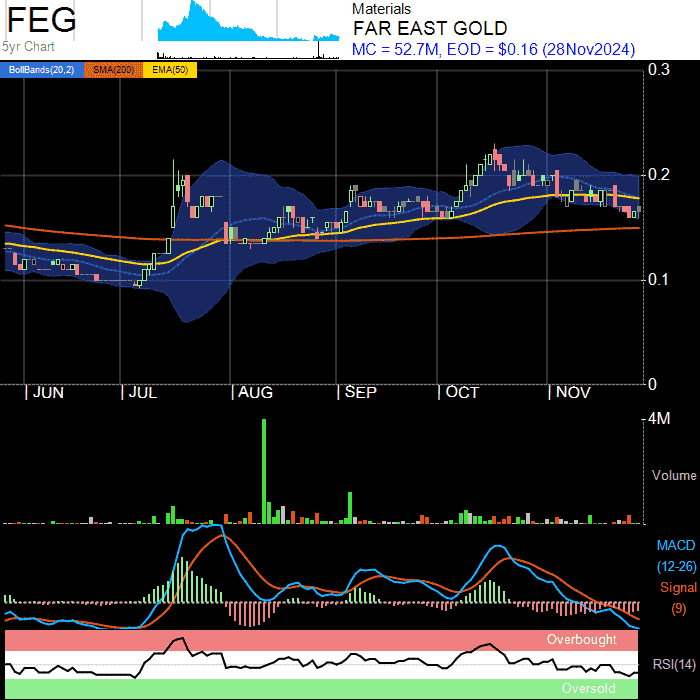 FEG
5yr Chart
Materials
FAR EAST GOLD
MC = 52.7M, EOD = $0.16 (28Nov2024)
BollBands(20,2) SMA(200) EMA(50)
0.3
0.2
0.1
0
JUN JUL AUG SEP OCT NOV
4M
Volume
MACD
(12-26)
Signal
(9)
Overbought
RSI(14)
Oversold